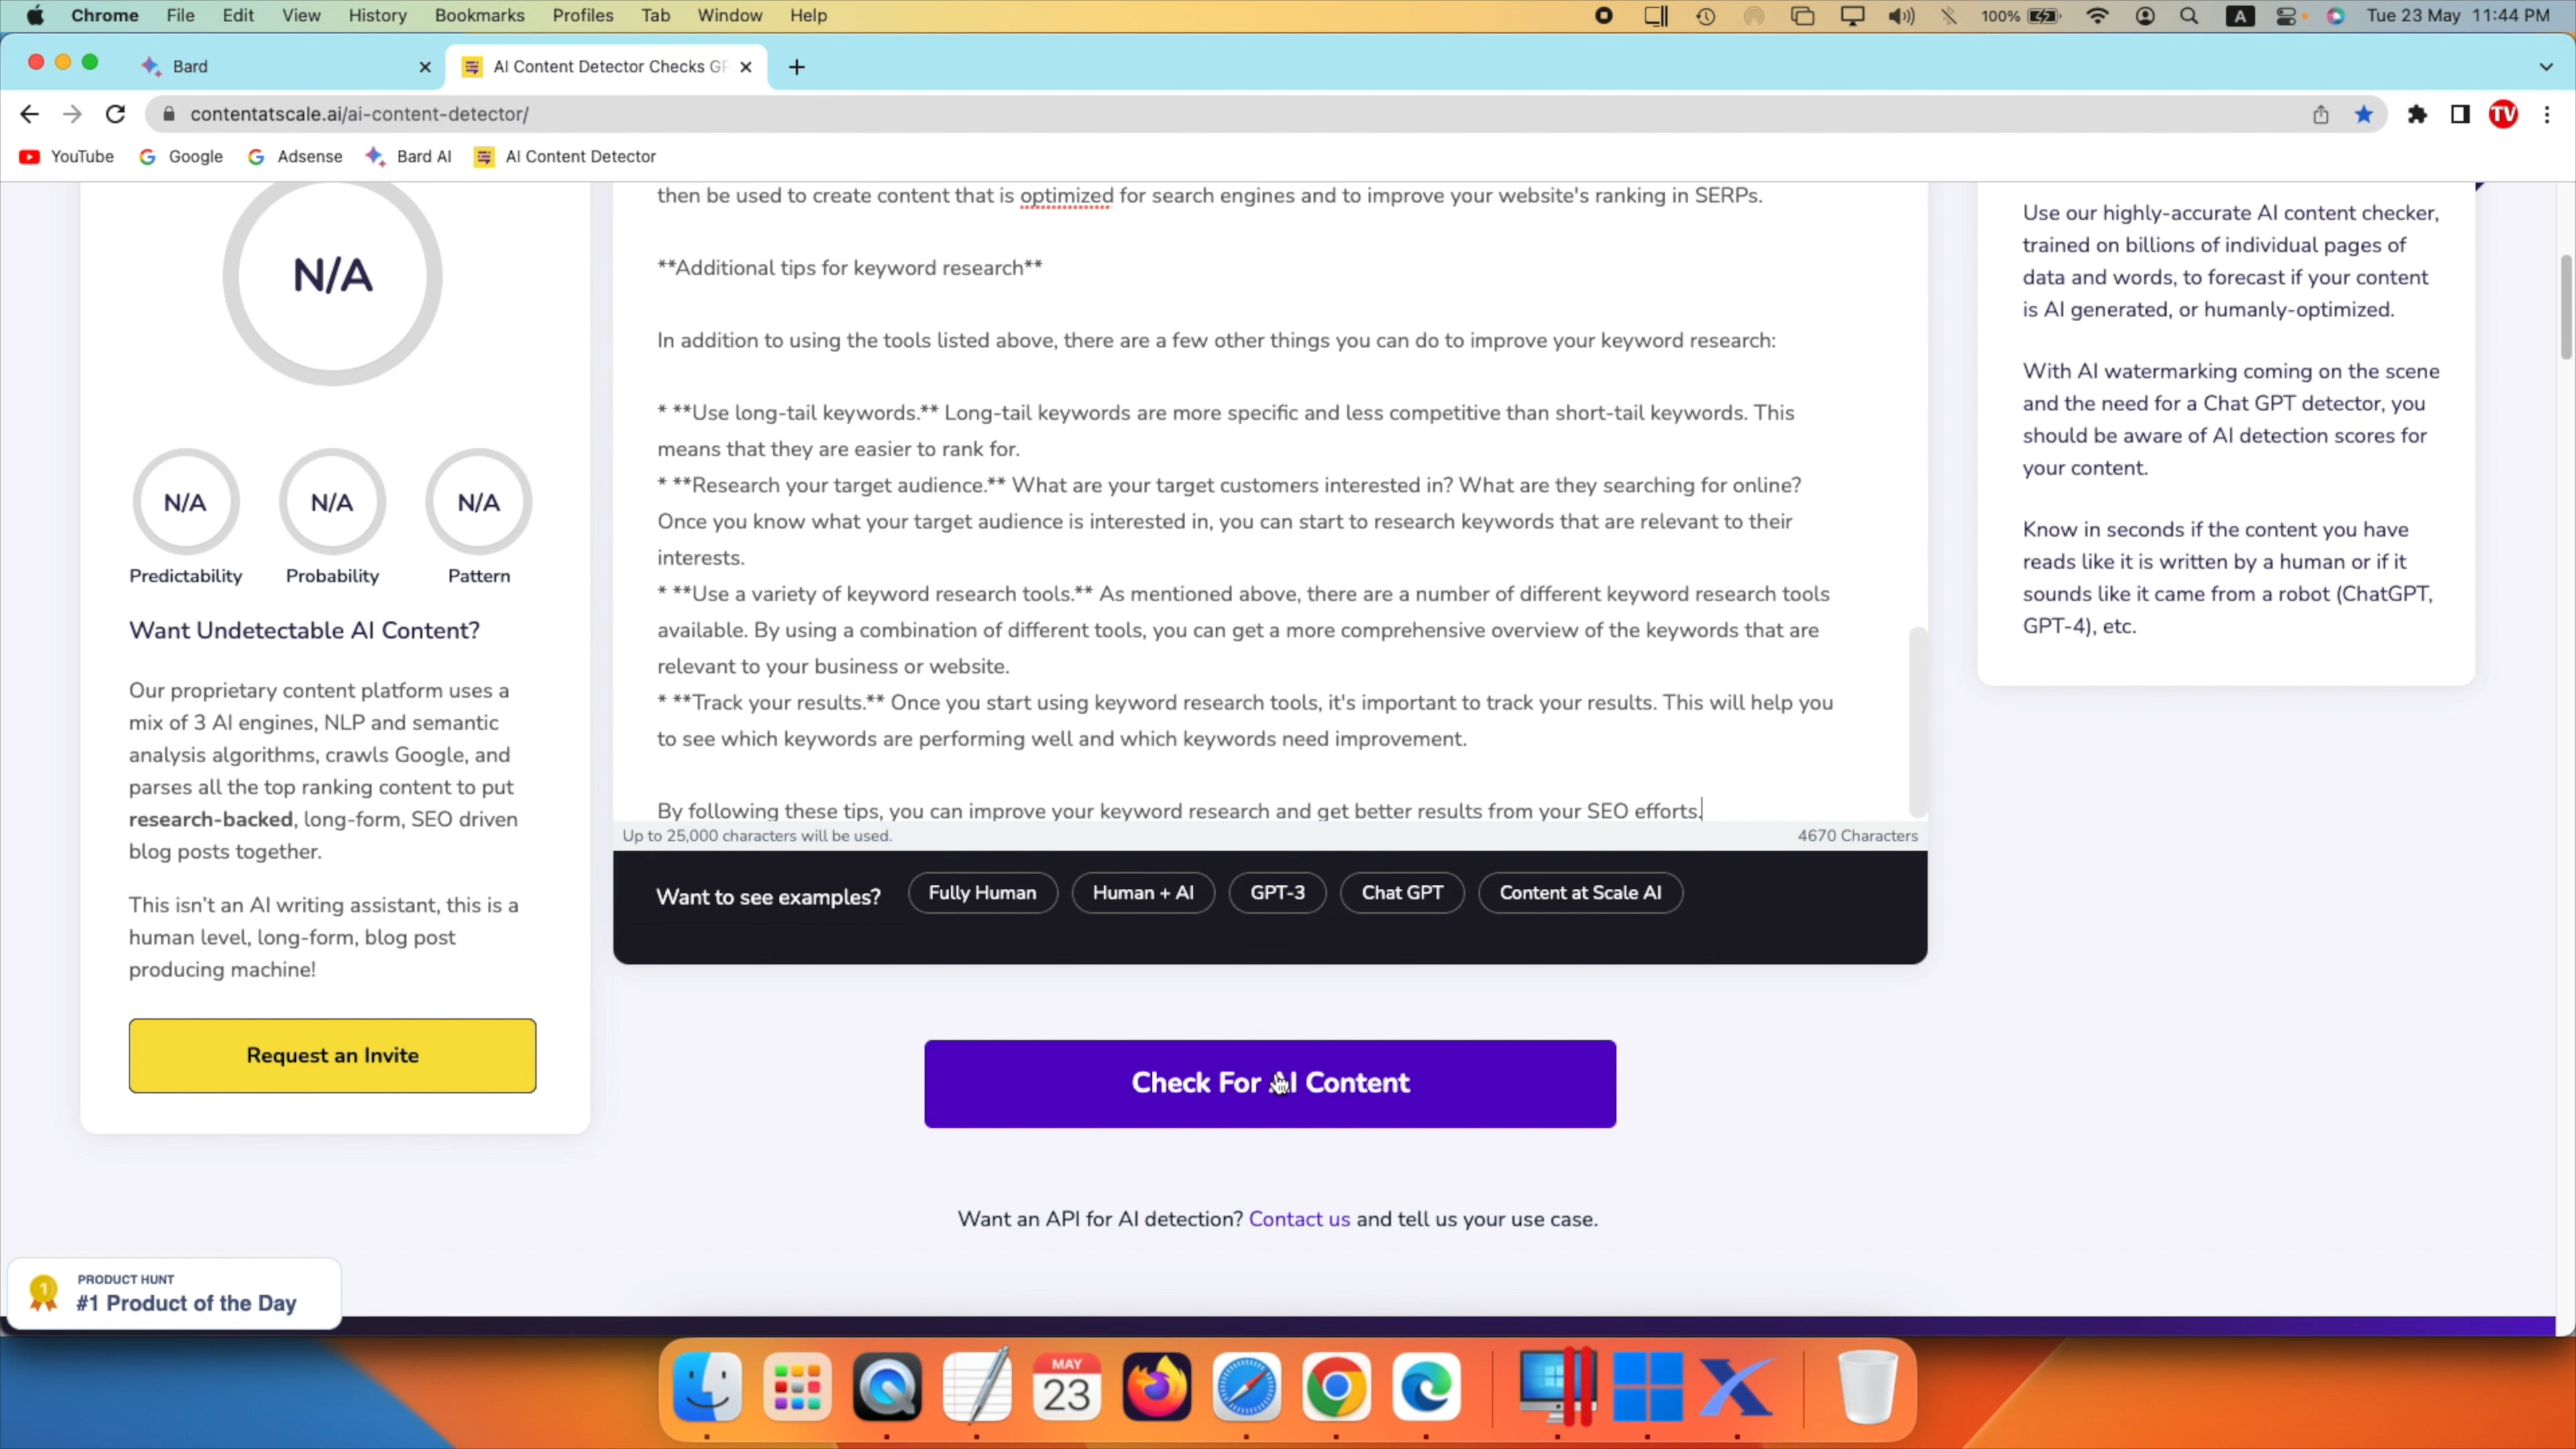 Chrome File Edit View History Bookmarks Profiles Tab Window Help
A 100% Tue 23 May 11:44 PM
Bard
AI Content Detector Checks GP
contentatscale.ai/ai-content-detector/
TV
YouTube Google Adsense Bard AI AI Content Detector
N/A
N/A N/A N/A
Predictability Probability Pattern
Want Undetectable AI Content?
Our proprietary content platform uses a
mix of 3 AI engines, NLP and semantic
analysis algorithms, crawls Google, and
parses all the top ranking content to put
research-backed, long-form, SEO driven
blog posts together.
This isn't an AI writing assistant, this is a
human level, long-form, blog post
producing machine!
Request an Invite
then be used to create content that is optimized for search engines and to improve your website's ranking in SERPs.
**Additional tips for keyword research**
In addition to using the tools listed above, there are a few other things you can do to improve your keyword research:
* **Use long-tail keywords.** Long-tail keywords are more specific and less competitive than short-tail keywords. This
means that they are easier to rank for.
* **Research your target audience.** What are your target customers interested in? What are they searching for online?
Once you know what your target audience is interested in, you can start to research keywords that are relevant to their
interests.
* **Use a variety of keyword research tools.** As mentioned above, there are a number of different keyword research tools
available. By using a combination of different tools, you can get a more comprehensive overview of the keywords that are
relevant to your business or website.
* **Track your results.** Once you start using keyword research tools, it's important to track your results. This will help you
to see which keywords are performing well and which keywords need improvement.
By following these tips, you can improve your keyword research and get better results from your SEO efforts.
Up to 25,000 characters will be used. 4670 Characters
Want to see examples? Fully Human Human + AI GPT-3 Chat GPT Content at Scale AI
Check For AI Content
Want an API for AI detection? Contact us and tell us your use case.
Use our highly-accurate AI content checker,
trained on billions of individual pages of
data and words, to forecast if your content
is AI generated, or humanly-optimized.
With AI watermarking coming on the scene
and the need for a Chat GPT detector, you
should be aware of AI detection scores for
your content.
Know in seconds if the content you have
reads like it is written by a human or if it
sounds like it came from a robot (ChatGPT,
GPT-4), etc.
1
PRODUCT HUNT
#1 Product of the Day
MAY
23